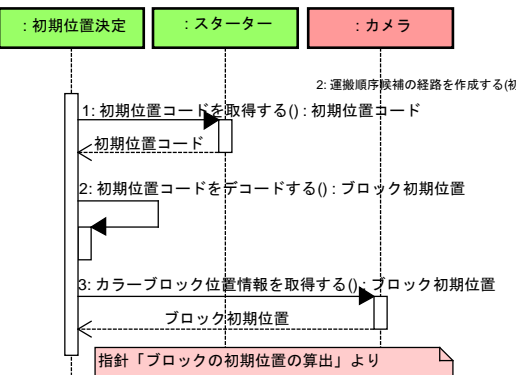 : 初期位置決定
: スターター
: カメラ
2: 運搬順序候補の経路を作成する(初
1: 初期位置コードを取得する() : 初期位置コード
初期位置コード
2: 初期位置コードをデコードする() : ブロック初期位置
3: カラーブロック位置情報を取得する() : ブロック初期位置
ブロック初期位置
指針「ブロックの初期位置の算出」より